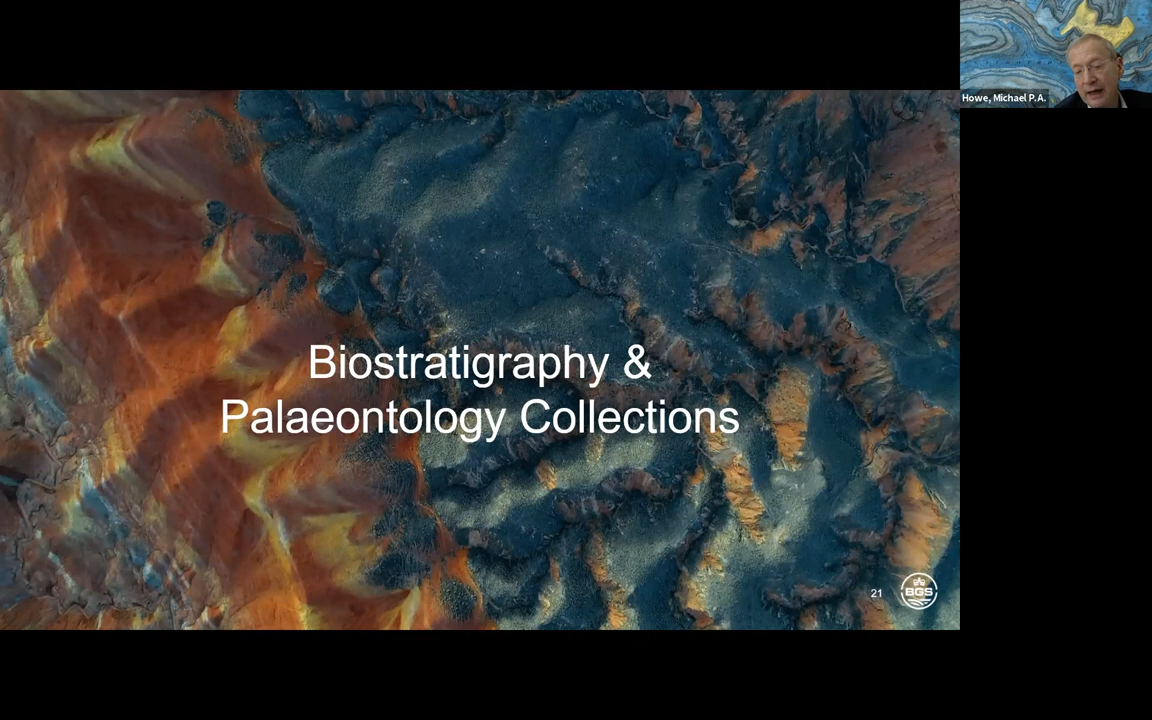 Howe, Michael P.A.
Biostratigraphy &
Palaeontology Collections
21
BGS